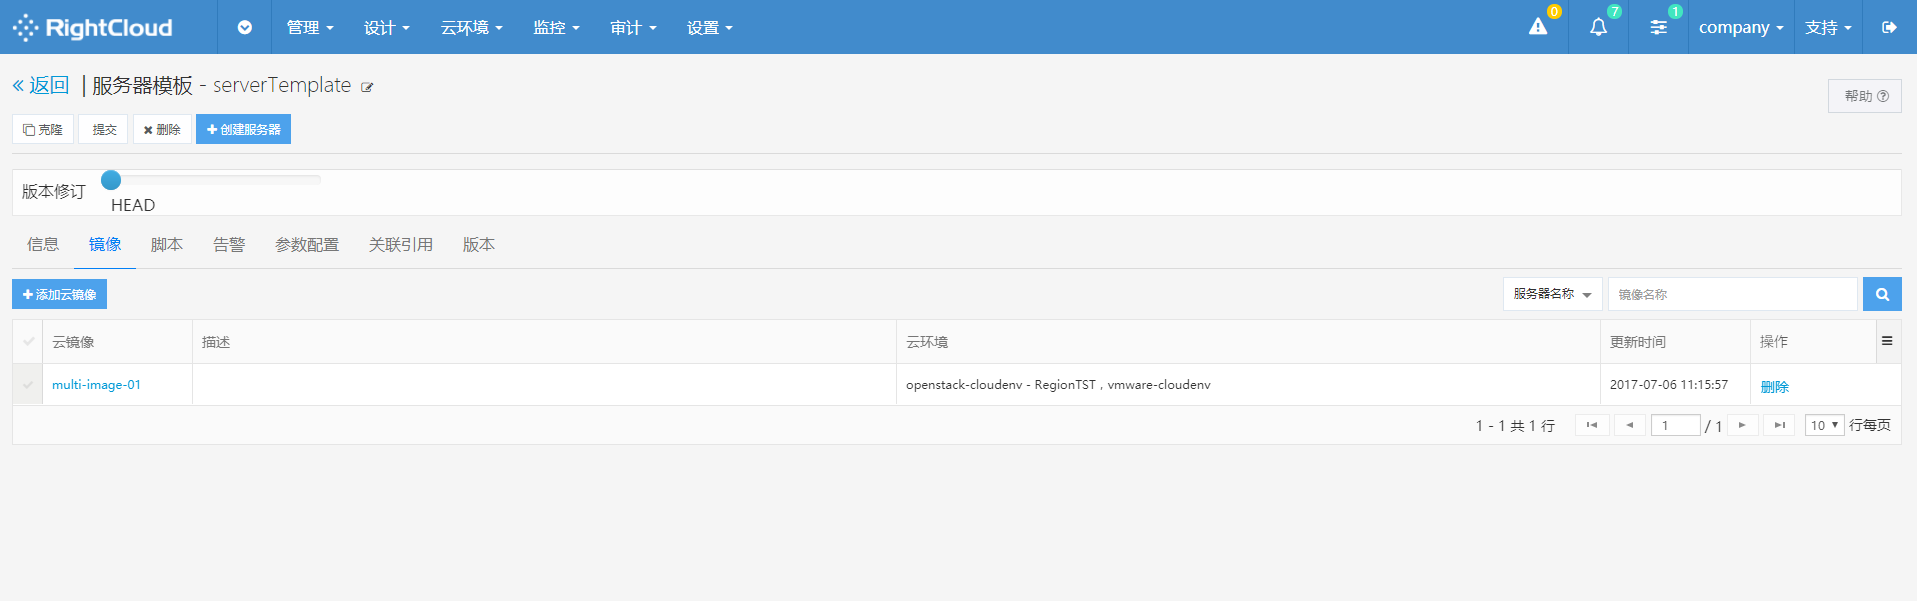 RightCloud 管理 设计 云环境 监控 审计 设置 0 7 1 company 支持
« 返回 | 服务器模板 - serverTemplate
帮助
克隆 提交 删除 创建服务器
版本修订
HEAD
信息 镜像 脚本 告警 参数配置 关联引用 版本
添加云镜像 服务器名称 镜像名称
云镜像 描述 云环境 更新时间 操作
multi-image-01 openstack-cloudenv - RegionTST , vmware-cloudenv 2017-07-06 11:15:57 删除
1 - 1 共 1 行 1 / 1 10 行每页